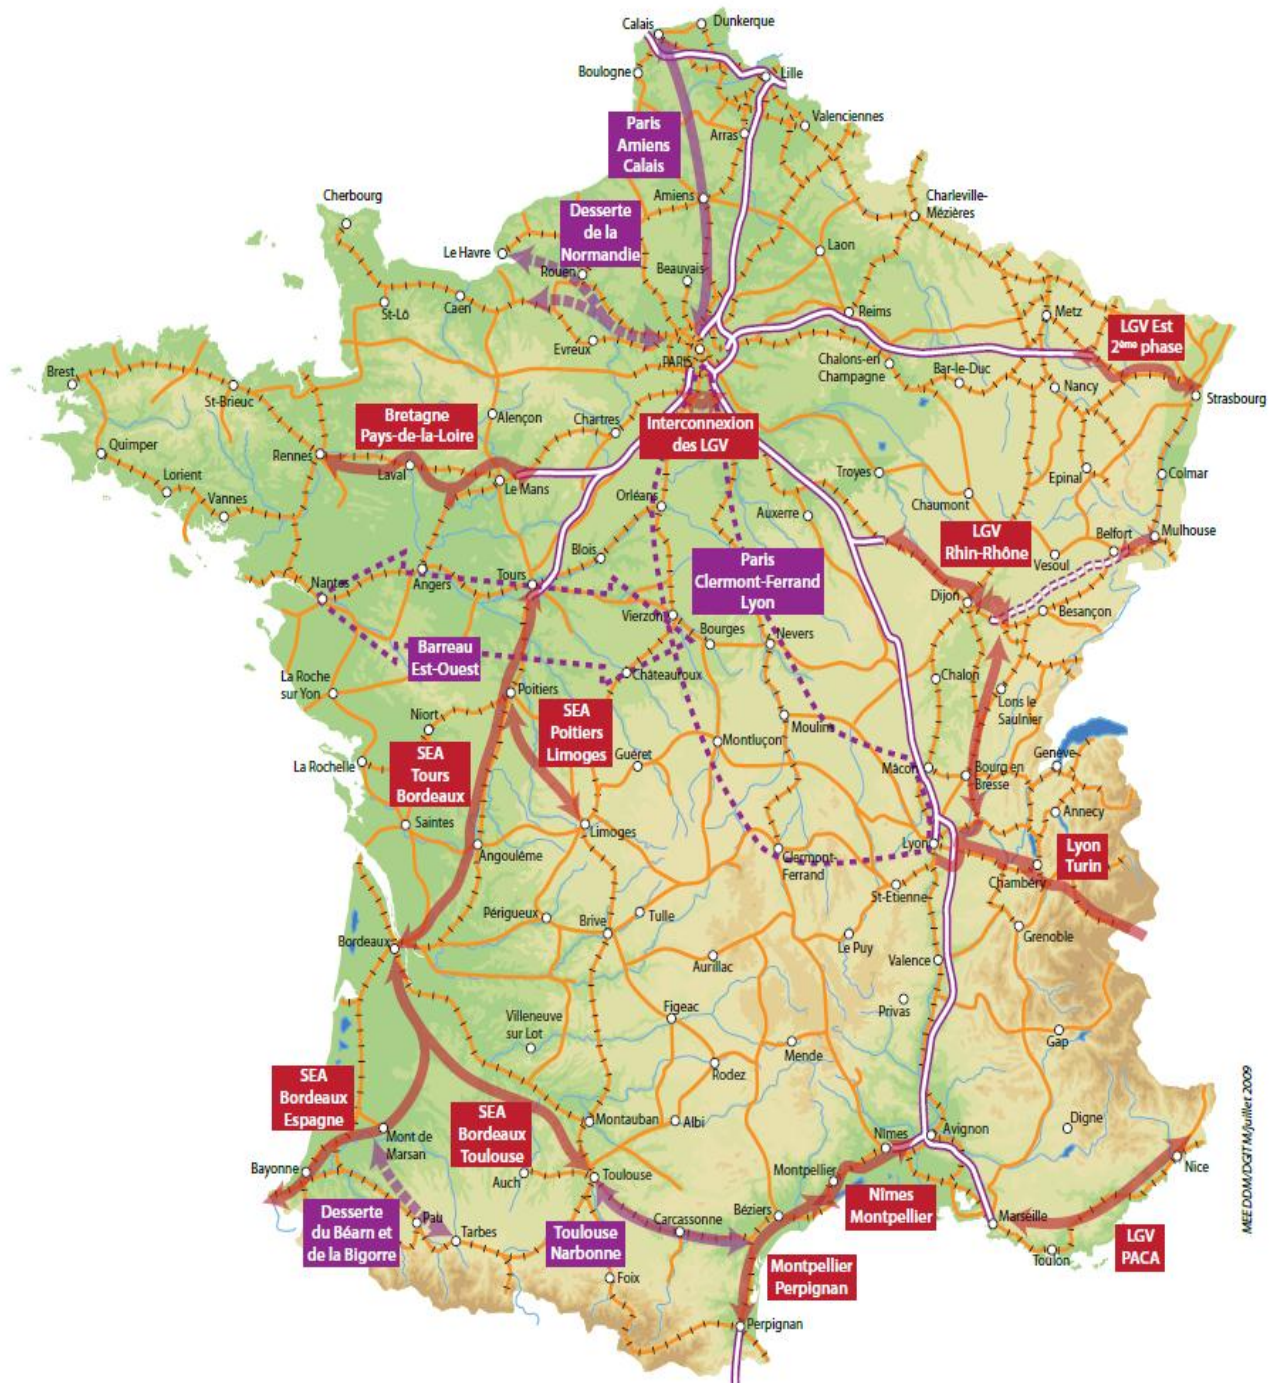 Calais
Dunkerque
Boulogne
Lille
Valenciennes
Arras
Paris
Amiens
Calais
Amiens
Charleville-
Mézières
Cherbourg
Desserte
de la
Normandie
Laon
Le Havre
Rouen
Beauvais
St-Lô
Caen
Reims
Metz
LGV Est
2ème phase
Evreux
PARIS
Chalons-en
Champagne
Bar-le-Duc
Nancy
Strasbourg
Brest
St-Brieuc
Bretagne
Pays-de-la-Loire
Alençon
Chartres
Interconnexion
des LGV
Quimper
Rennes
Laval
Le Mans
Troyes
Epinal
Colmar
Lorient
Vannes
Orléans
Auxerre
Chaumont
LGV
Rhin-Rhône
Belfort
Mulhouse
Vesoul
Blois
Paris
Clermont-Ferrand
Lyon
Nantes
Angers
Tours
Dijon
Besançon
Vierzon
Bourges
Nevers
Barreau
Est-Ouest
La Roche
sur Yon
Poitiers
Châteauroux
Chalon
Lons le
Saulnier
Niort
SEA
Poitiers
Limoges
Moulins
Montluçon
Guéret
SEA
Tours
Bordeaux
La Rochelle
Mâcon
Bourg en
Bresse
Genève
Annecy
Saintes
Limoges
Angoulême
Clermont-
Ferrand
Lyon
Lyon
Turin
Chambéry
St-Etienne
Périgueux
Brive
Tulle
Grenoble
Bordeaux
Aurillac
Le Puy
Valence
Villeneuve
sur Lot
Figeac
Privas
Gap
Mende
Rodez
SEA
Bordeaux
Espagne
SEA
Bordeaux
Toulouse
Montauban
Albi
Digne
Mont de
Marsan
Nîmes
Avignon
Bayonne
Auch
Toulouse
Montpellier
Nîmes
Montpellier
Nice
Desserte
du Béarn et
de la Bigorre
Pau
Tarbes
Toulouse
Narbonne
Carcassonne
Béziers
Marseille
Toulon
LGV
PACA
Foix
Montpellier
Perpignan
Perpignan
MEEDDM/DGITM/juillet 2009